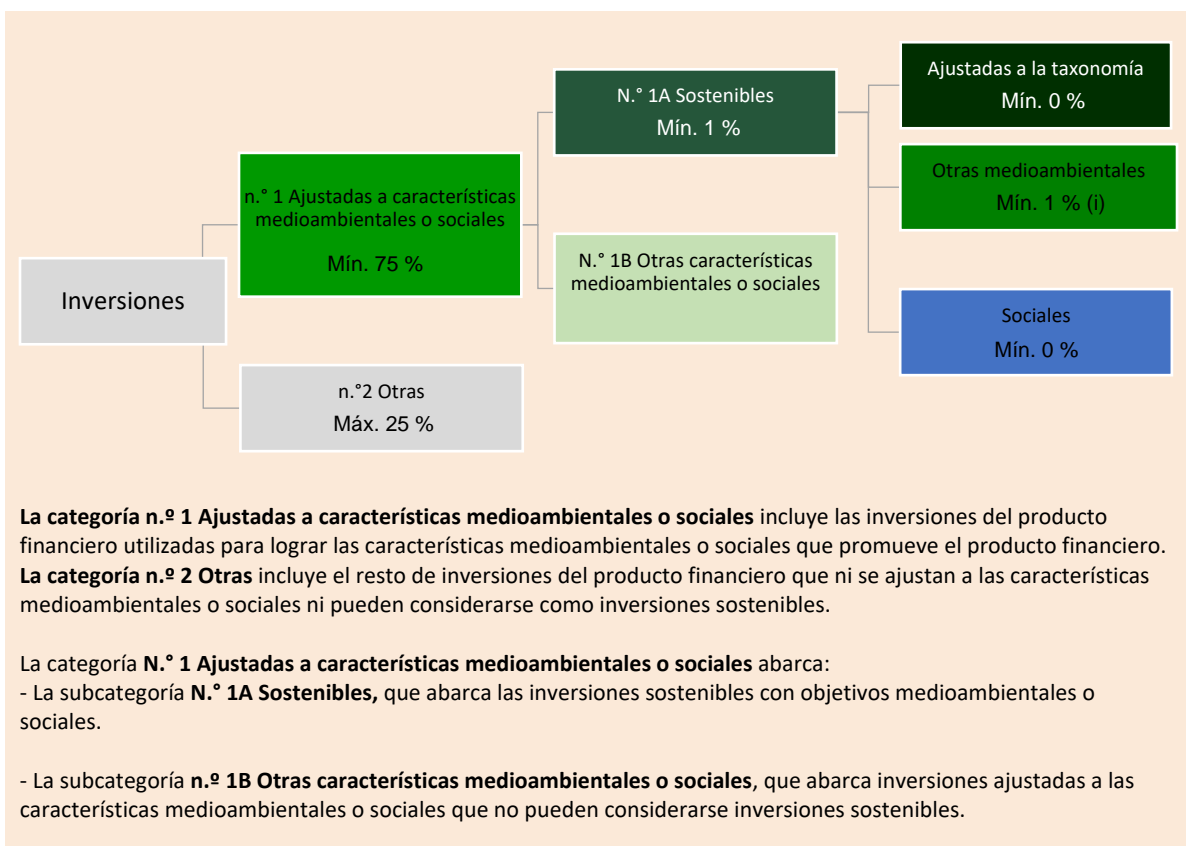 Inversiones
n.° 1 Ajustadas a características
medioambientales o sociales
Mín. 75 %
n.°2 Otras
Máx. 25 %
N.° 1A Sostenibles
Mín. 1 %
N.° 1B Otras características
medioambientales o sociales
Ajustadas a la taxonomía
Mín. 0 %
Otras medioambientales
Mín. 1 % (i)
Sociales
Mín. 0 %
La categoría n.º 1 Ajustadas a características medioambientales o sociales incluye las inversiones del producto
financiero utilizadas para lograr las características medioambientales o sociales que promueve el producto financiero.
La categoría n.º 2 Otras incluye el resto de inversiones del producto financiero que ni se ajustan a las características
medioambientales o sociales ni pueden considerarse como inversiones sostenibles.
La categoría N.° 1 Ajustadas a características medioambientales o sociales abarca:
- La subcategoría N.° 1A Sostenibles, que abarca las inversiones sostenibles con objetivos medioambientales o
sociales.
- La subcategoría n.º 1B Otras características medioambientales o sociales, que abarca inversiones ajustadas a las
características medioambientales o sociales que no pueden considerarse inversiones sostenibles.